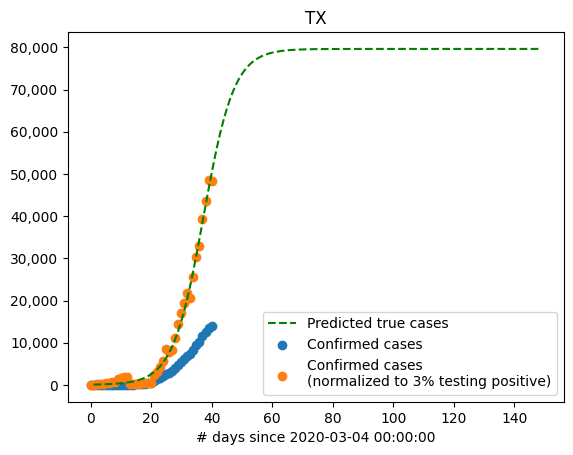 TX
80,000
70,000
60,000
50,000
40,000
30,000
20,000
10,000
0
Predicted true cases
Confirmed cases
Confirmed cases
(normalized to 3% testing positive)
0 20 40 60 80 100 120 140
# days since 2020-03-04 00:00:00